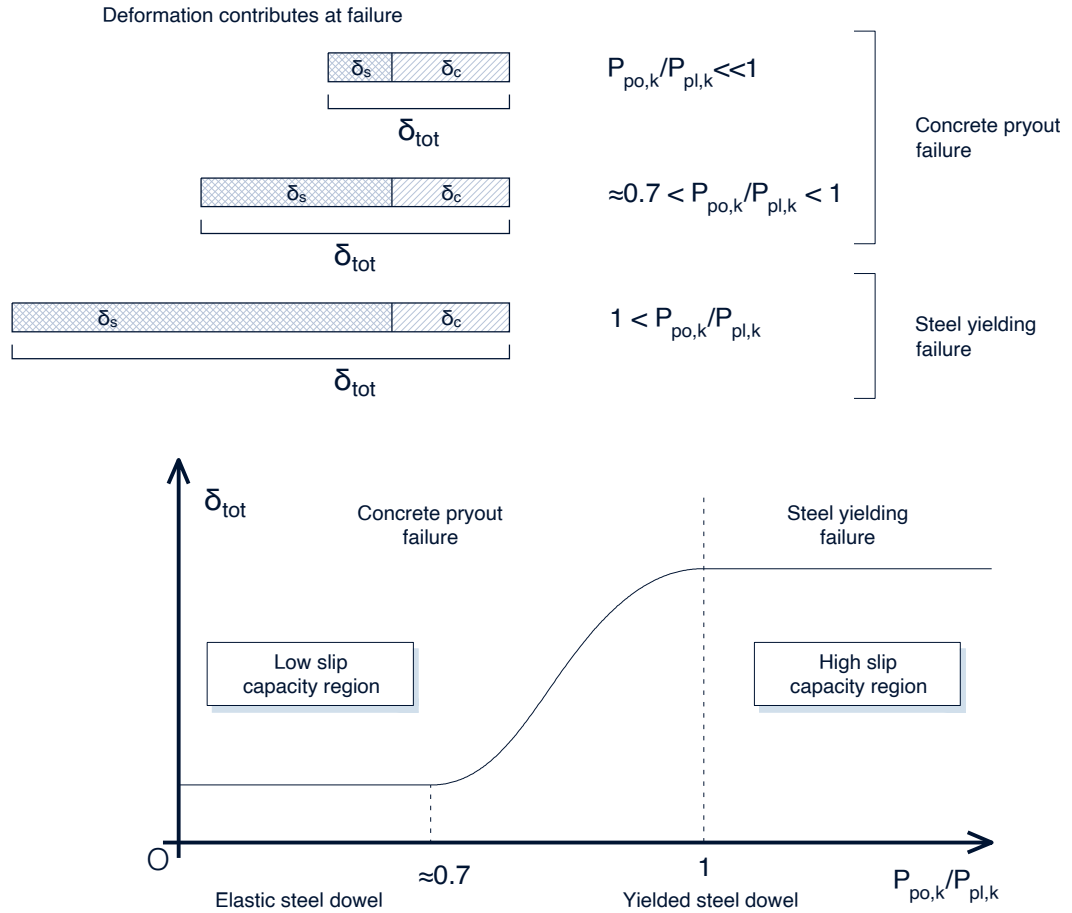 Deformation contributes at failure
δs δc
δtot
Ppo,k/Ppl,k<<1
δs δc
δtot
≈0.7 < Ppo,k/Ppl,k < 1
Concrete pryout
failure
δs δc
δtot
1 < Ppo,k/Ppl,k
Steel yielding
failure
δtot
Concrete pryout
failure
Steel yielding
failure
Low slip
capacity region
High slip
capacity region
O
≈0.7
1
Ppo,k/Ppl,k
Elastic steel dowel
Yielded steel dowel